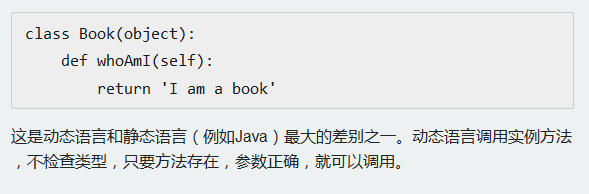 class Book(object):
    def whoAmI(self):
        return 'I am a book'
这是动态语言和静态语言（例如Java）最大的差别之一。动态语言调用实例方法
，不检查类型，只要方法存在，参数正确，就可以调用。